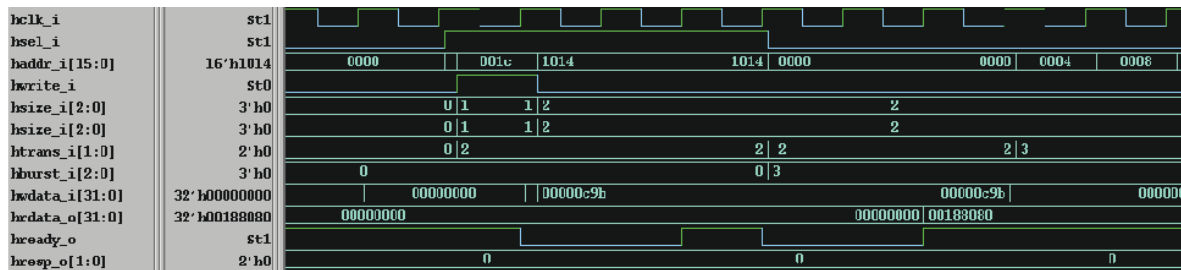 hclk_i St1
hsel_i St1
haddr_i[15:0] 16'h1014 0000 001c 1014 1014 0000 0000 0004 0008
hwrite_i St0
hsize_i[2:0] 3'h0 0 1 1 2 2
hsize_i[2:0] 3'h0 0 1 1 2 2
htrans_i[1:0] 2'h0 0 2 2 2 2 3
hburst_i[2:0] 3'h0 0 0 3
hwdata_i[31:0] 32'h00000000 00000000 00000c9b 00000c9b 00000
hrdata_o[31:0] 32'h00188080 00000000 00000000 00188080
hready_o St1
hresp_o[1:0] 2'h0 0 0 0